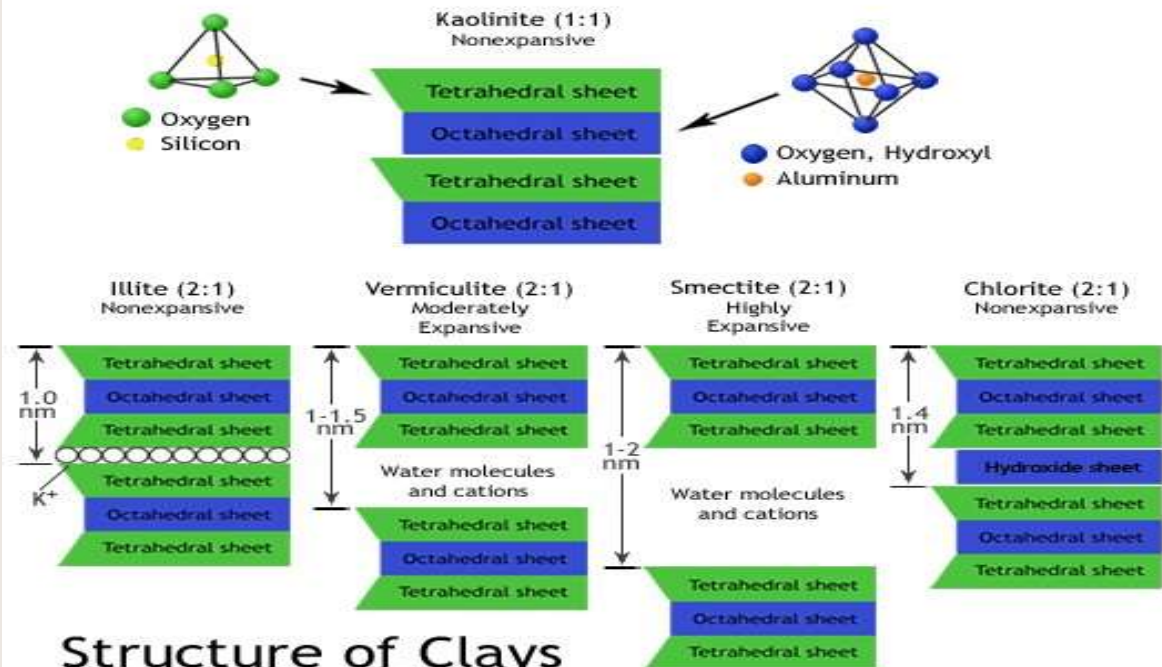 Kaolinite (1:1)
Nonexpansive
Oxygen
Silicon
Tetrahedral sheet
Octahedral sheet
Tetrahedral sheet
Octahedral sheet
Oxygen, Hydroxyl
Aluminum
Illite (2:1)
Nonexpansive
1.0
nm
Tetrahedral sheet
Octahedral sheet
Tetrahedral sheet
K+
Tetrahedral sheet
Octahedral sheet
Tetrahedral sheet
Vermiculite (2:1)
Moderately
Expansive
1-1.5
nm
Tetrahedral sheet
Octahedral sheet
Tetrahedral sheet
Water molecules
and cations
Tetrahedral sheet
Octahedral sheet
Tetrahedral sheet
Smectite (2:1)
Highly
Expansive
1-2
nm
Tetrahedral sheet
Octahedral sheet
Tetrahedral sheet
Water molecules
and cations
Tetrahedral sheet
Octahedral sheet
Tetrahedral sheet
Chlorite (2:1)
Nonexpansive
1.4
nm
Tetrahedral sheet
Octahedral sheet
Tetrahedral sheet
Hydroxide sheet
Tetrahedral sheet
Octahedral sheet
Tetrahedral sheet
Structure of Clays